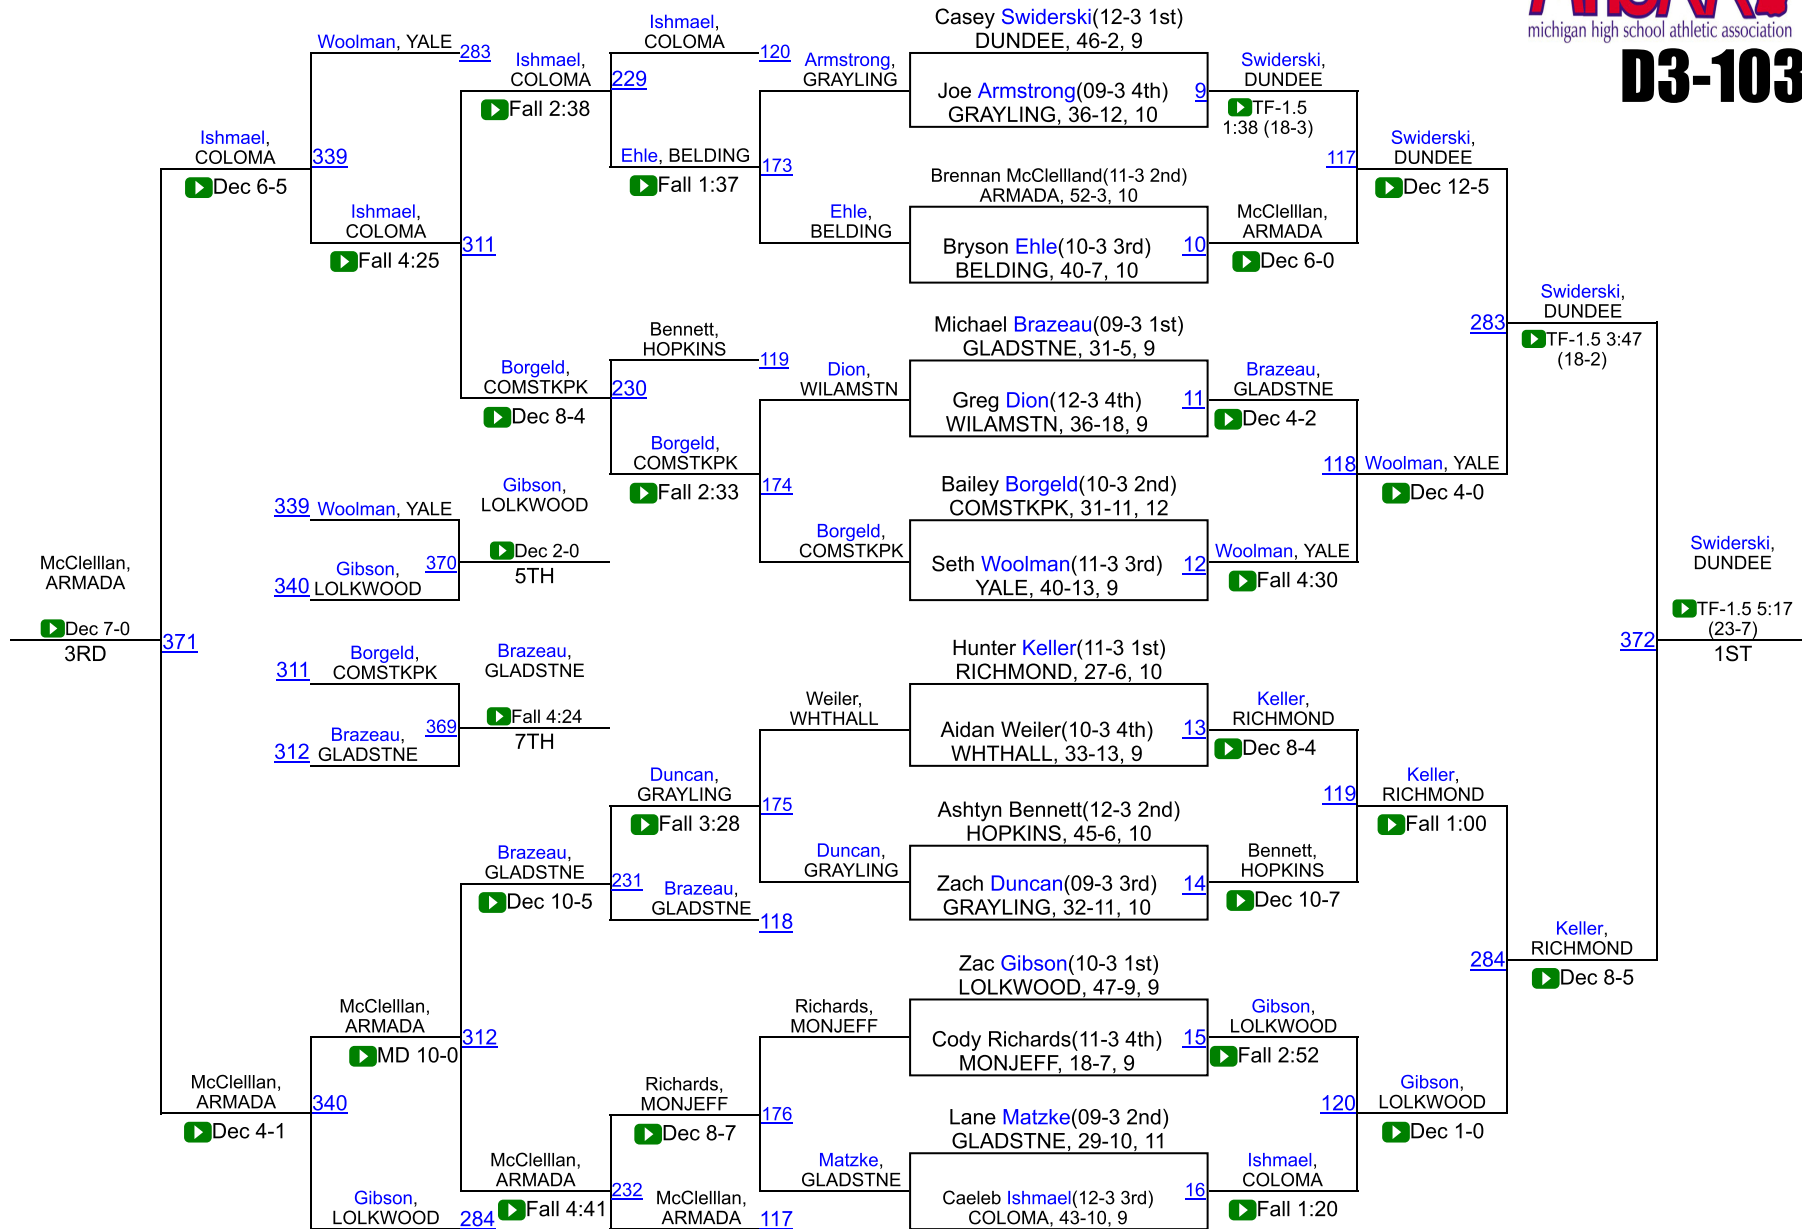 michigan high school athletic association
D3-103
Woolman, YALE
283
Ishmael,
COLOMA
Fall 2:38
229
Ishmael,
COLOMA
120
Ehle, BELDING
Fall 1:37
173
Armstrong,
GRAYLING
Ehle,
BELDING
Casey Swiderski(12-3 1st)
DUNDEE, 46-2, 9
Joe Armstrong(09-3 4th)
GRAYLING, 36-12, 10
9
Swiderski,
DUNDEE
TF-1.5
1:38 (18-3)
Brennan McClellland(11-3 2nd)
ARMADA, 52-3, 10
Bryson Ehle(10-3 3rd)
BELDING, 40-7, 10
10
McClelllan,
ARMADA
Dec 6-0
117
Swiderski,
DUNDEE
Dec 12-5
Ishmael,
COLOMA
Dec 6-5
339
Ishmael,
COLOMA
Fall 4:25
311
Borgeld,
COMSTKPK
Dec 8-4
230
Bennett,
HOPKINS
119
Borgeld,
COMSTKPK
Fall 2:33
174
Dion,
WILAMSTN
Borgeld,
COMSTKPK
Michael Brazeau(09-3 1st)
GLADSTNE, 31-5, 9
Greg Dion(12-3 4th)
WILAMSTN, 36-18, 9
11
Brazeau,
GLADSTNE
Dec 4-2
Bailey Borgeld(10-3 2nd)
COMSTKPK, 31-11, 12
Seth Woolman(11-3 3rd)
YALE, 40-13, 9
12
Woolman, YALE
Fall 4:30
118
Woolman, YALE
Dec 4-0
283
Swiderski,
DUNDEE
TF-1.5 3:47
(18-2)
339
Woolman, YALE
340
Gibson,
LOLKWOOD
370
Gibson,
LOLKWOOD
Dec 2-0
5TH
McClelllan,
ARMADA
Dec 7-0
3RD
371
311
Borgeld,
COMSTKPK
312
Brazeau,
GLADSTNE
369
Brazeau,
GLADSTNE
Fall 4:24
7TH
372
Swiderski,
DUNDEE
TF-1.5 5:17
(23-7)
1ST
Brazeau,
GLADSTNE
Dec 10-5
231
Duncan,
GRAYLING
Fall 3:28
175
Brazeau,
GLADSTNE
118
Weiler,
WHTHALL
Duncan,
GRAYLING
Hunter Keller(11-3 1st)
RICHMOND, 27-6, 10
Aidan Weiler(10-3 4th)
WHTHALL, 33-13, 9
13
Keller,
RICHMOND
Dec 8-4
Ashtyn Bennett(12-3 2nd)
HOPKINS, 45-6, 10
Zach Duncan(09-3 3rd)
GRAYLING, 32-11, 10
14
Bennett,
HOPKINS
Dec 10-7
119
Keller,
RICHMOND
Fall 1:00
284
Keller,
RICHMOND
Dec 8-5
McClelllan,
ARMADA
Dec 4-1
340
McClelllan,
ARMADA
MD 10-0
312
Gibson,
LOLKWOOD
284
McClelllan,
ARMADA
Fall 4:41
232
Richards,
MONJEFF
Dec 8-7
176
McClelllan,
ARMADA
117
Richards,
MONJEFF
Matzke,
GLADSTNE
Zac Gibson(10-3 1st)
LOLKWOOD, 47-9, 9
Cody Richards(11-3 4th)
MONJEFF, 18-7, 9
15
Gibson,
LOLKWOOD
Fall 2:52
Lane Matzke(09-3 2nd)
GLADSTNE, 29-10, 11
Caeleb Ishmael(12-3 3rd)
COLOMA, 43-10, 9
16
Ishmael,
COLOMA
Fall 1:20
120
Gibson,
LOLKWOOD
Dec 1-0